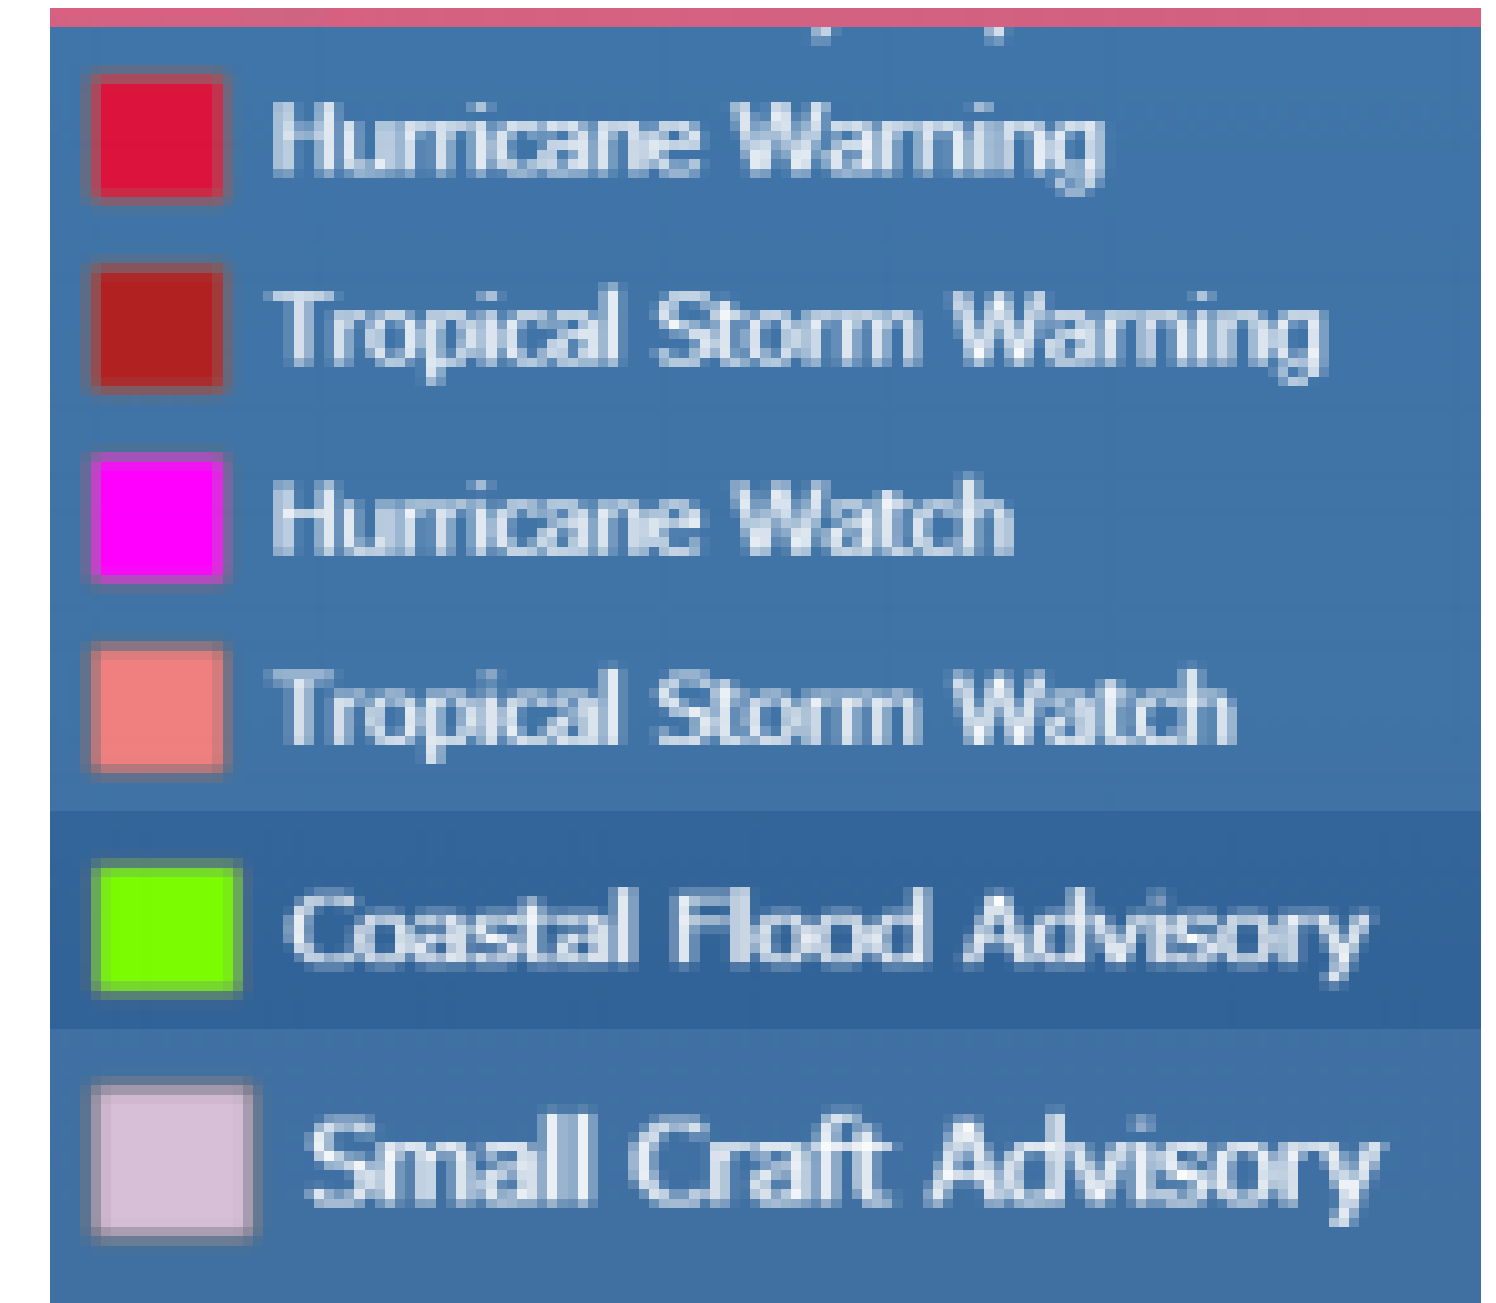 Hurricane Warning
Tropical Storm Warning
Hurricane Watch
Tropical Storm Watch
Coastal Flood Advisory
Small Craft Advisory